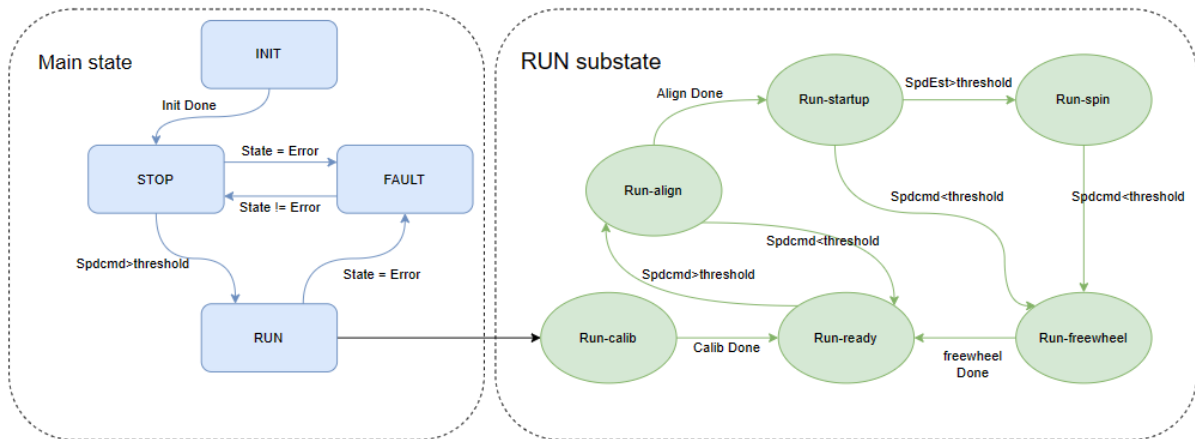 Main state
INIT
Init Done
STOP
State = Error
FAULT
State != Error
Spdcmd>threshold
State = Error
RUN
RUN substate
Align Done
Run-startup
SpdEst>threshold
Run-spin
Run-align
Spdcmd<threshold
Spdcmd<threshold
Spdcmd<threshold
Spdcmd>threshold
Run-calib
Calib Done
Run-ready
freewheel
Done
Run-freewheel